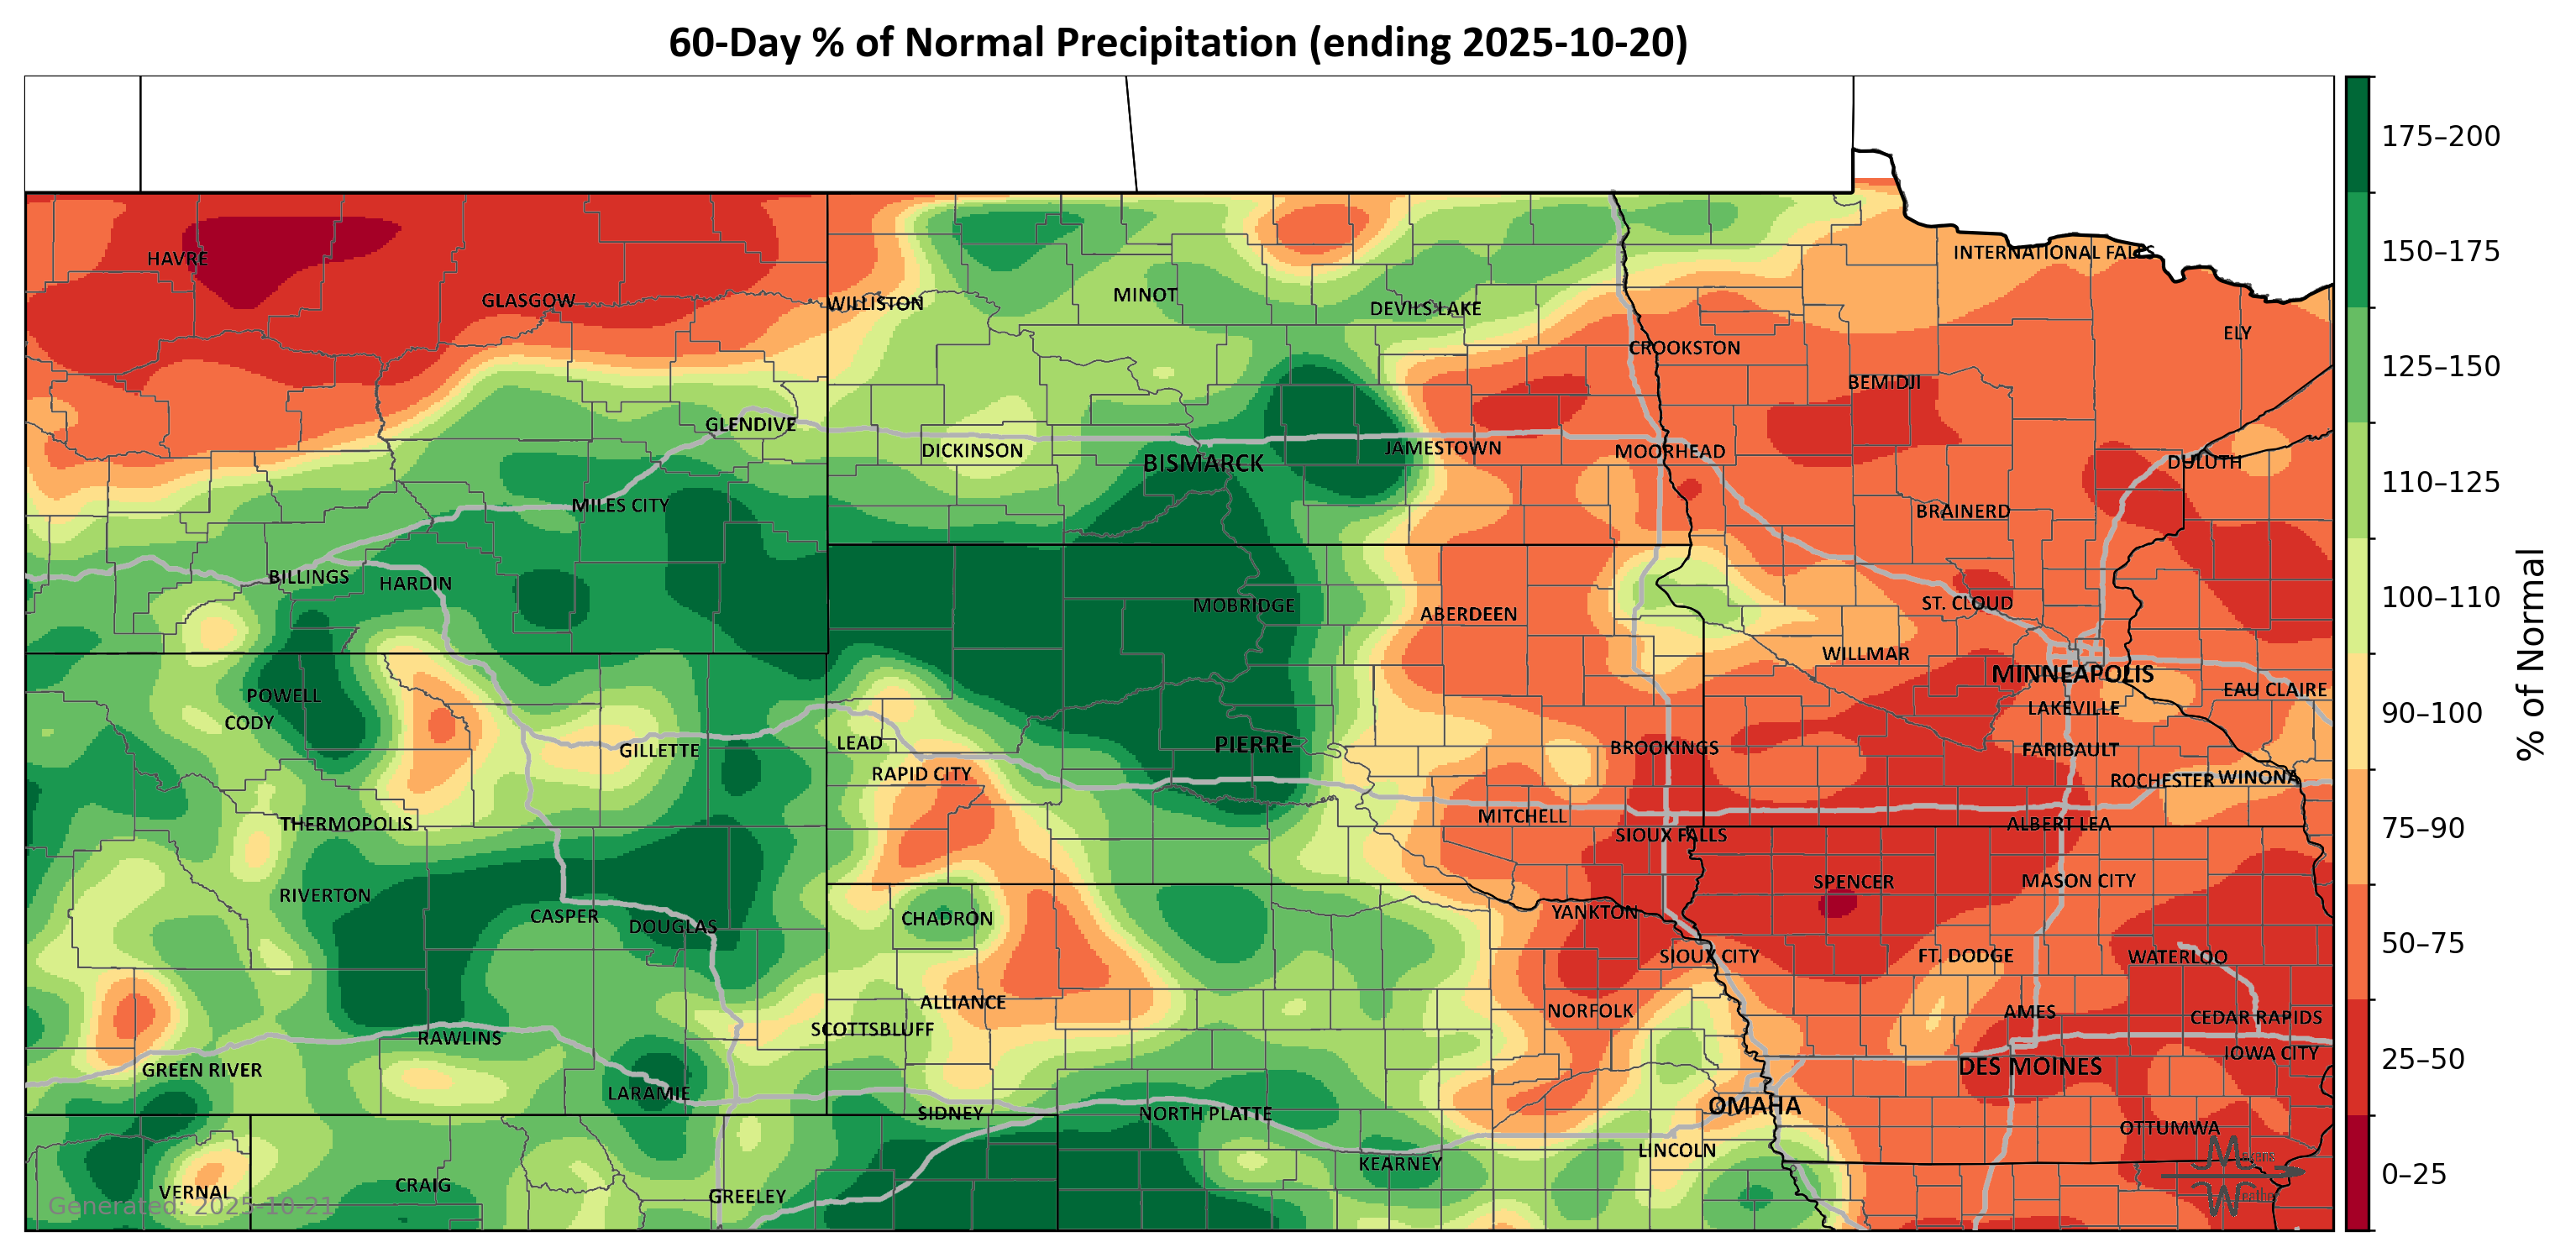 60-Day % of Normal Precipitation (ending 2025-10-20)
175–200
150–175
125–150
110–125
100–110
90–100
75–90
50–75
25–50
0–25
% of Normal
HAVRE
GLASGOW
WILLISTON
MINOT
DEVILS LAKE
INTERNATIONAL FALLS
ELY
CROOKSTON
BEMIDJI
GLENDIVE
DICKINSON
BISMARCK
JAMESTOWN
MOORHEAD
DULUTH
MILES CITY
BRAINERD
BILLINGS
HARDIN
MOBRIDGE
ABERDEEN
ST. CLOUD
WILLMAR
MINNEAPOLIS
EAU CLAIRE
POWELL
CODY
LAKEVILLE
GILLETTE
LEAD
PIERRE
BROOKINGS
FARIBAULT
RAPID CITY
ROCHESTER
WINONA
THERMOPOLIS
MITCHELL
SIOUX FALLS
ALBERT LEA
RIVERTON
CASPER
DOUGLAS
CHADRON
YANKTON
SPENCER
MASON CITY
SIOUX CITY
FT. DODGE
WATERLOO
ALLIANCE
NORFOLK
AMES
CEDAR RAPIDS
SCOTTSBLUFF
RAWLINS
GREEN RIVER
DES MOINES
IOWA CITY
LARAMIE
SIDNEY
NORTH PLATTE
OMAHA
OTTUMWA
KEARNEY
LINCOLN
VERNAL
CRAIG
GREELEY
Generated: 2025-10-21
Weather